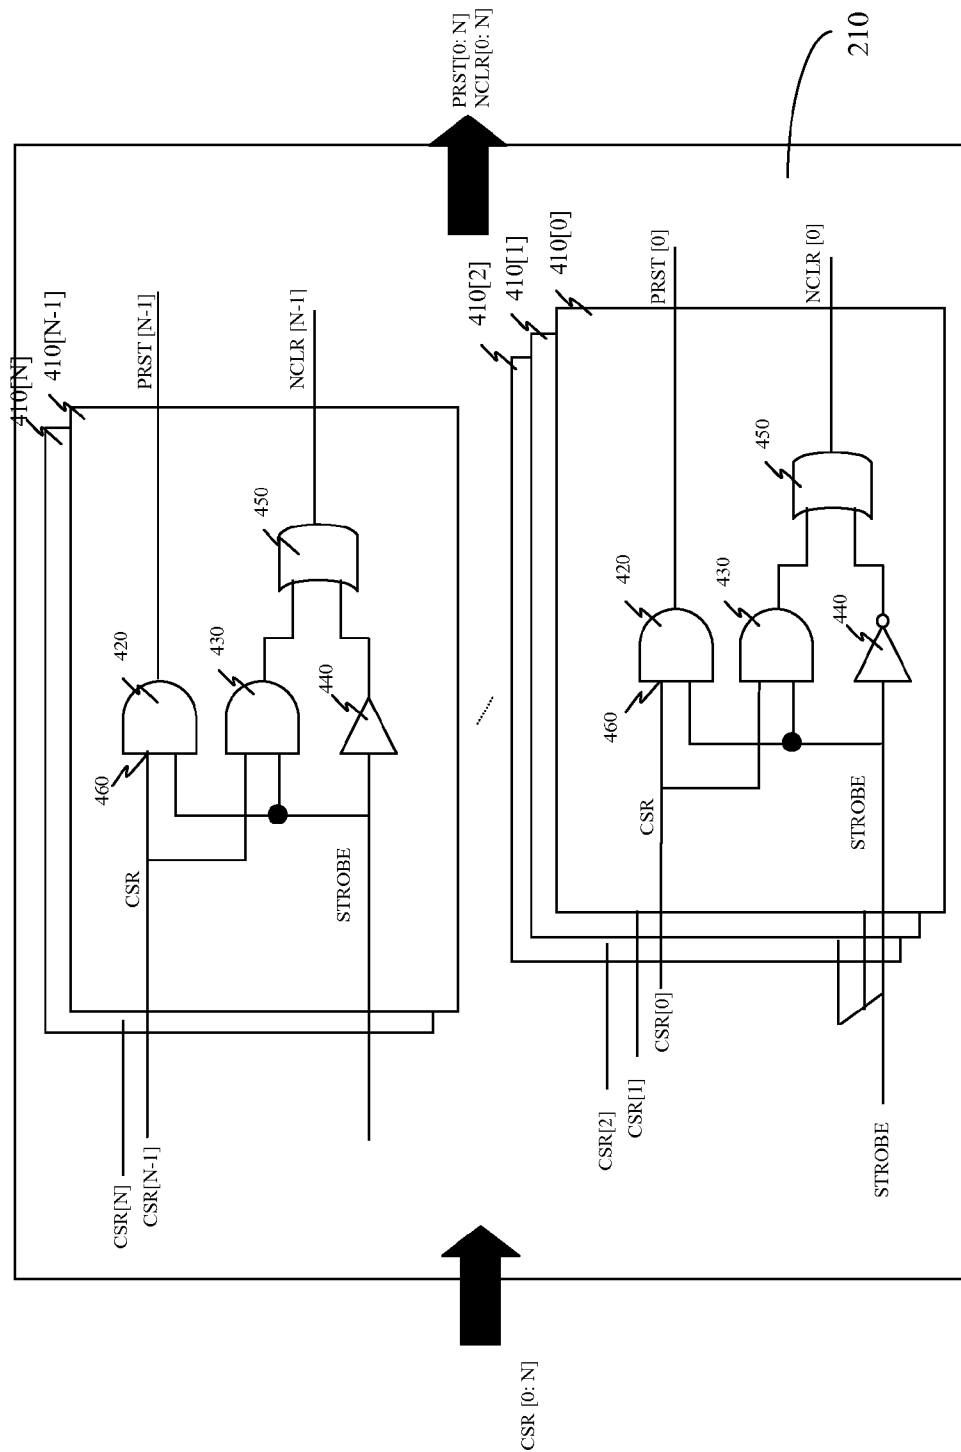 PRST[0: N]
NCLR[0: N]
210
410[N]
410[N-1]
PRST [N-1]
NCLR [N-1]
420
430
440
450
460
CSR
STROBE
CSR[N]
CSR[N-1]
410[2]
410[1]
410[0]
PRST [0]
NCLR [0]
420
430
440
450
460
CSR
STROBE
CSR[2]
CSR[1]
CSR[0]
STROBE
CSR [0: N]